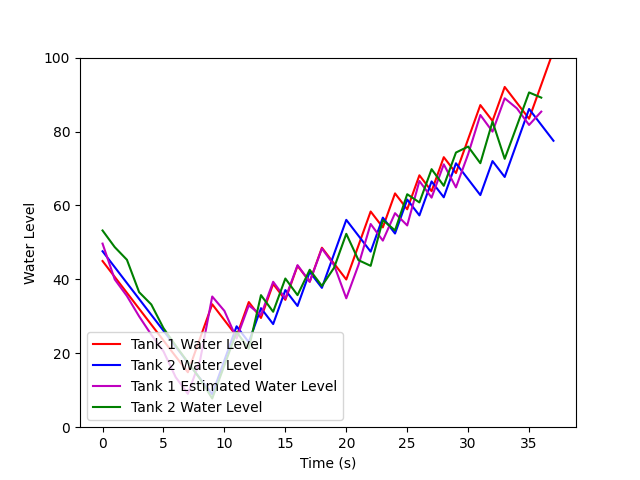 100
80
60
40
20
0
Water Level
Tank 1 Water Level
Tank 2 Water Level
Tank 1 Estimated Water Level
Tank 2 Water Level
0 5 10 15 20 25 30 35
Time (s)